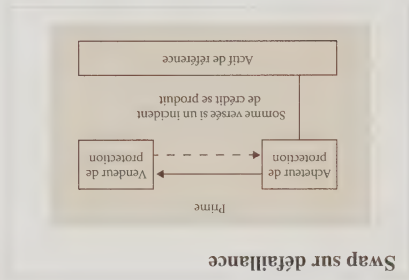 Swap sur défaillance
Prime
Acheteur de
protection
Vendeur de
protection
Somme versée si un incident
de crédit se produit
Actif de référence